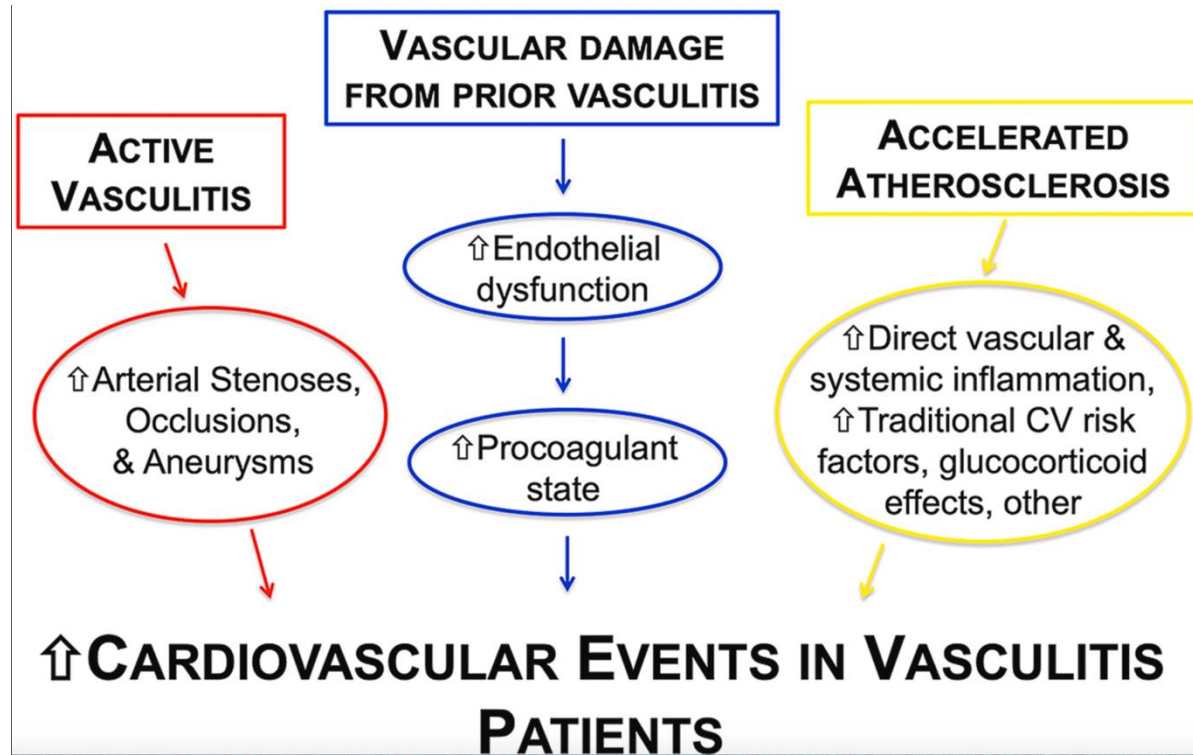 VASCULAR DAMAGE
FROM PRIOR VASCULITIS
ACTIVE
VASCULITIS
ACCELERATED
ATHEROSCLEROSIS
⇧Endothelial
dysfunction
⇧Arterial Stenoses,
Occlusions,
& Aneurysms
⇧Procoagulant
state
⇧Direct vascular &
systemic inflammation,
⇧Traditional CV risk
factors, glucocorticoid
effects, other
⇧CARDIOVASCULAR EVENTS IN VASCULITIS
PATIENTS